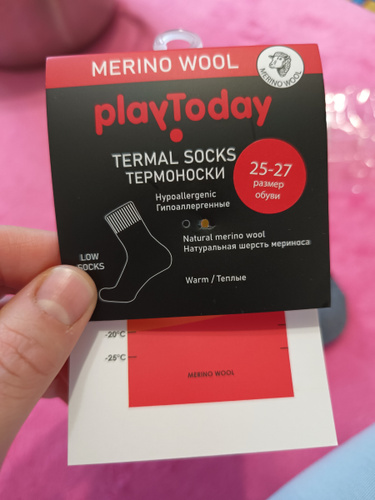 MERINO WOOL
MERINO WOOL
playToday
TERMAL SOCKS
ТЕРМОНОСКИ
25-27
размер
обуви
Hypoallergenic
Гипоаллергенные
Natural merino wool
Натуральная шерсть мериноса
LOW
SOCKS
Warm / Теплые
-20°C
-25°C
MERINO WOOL